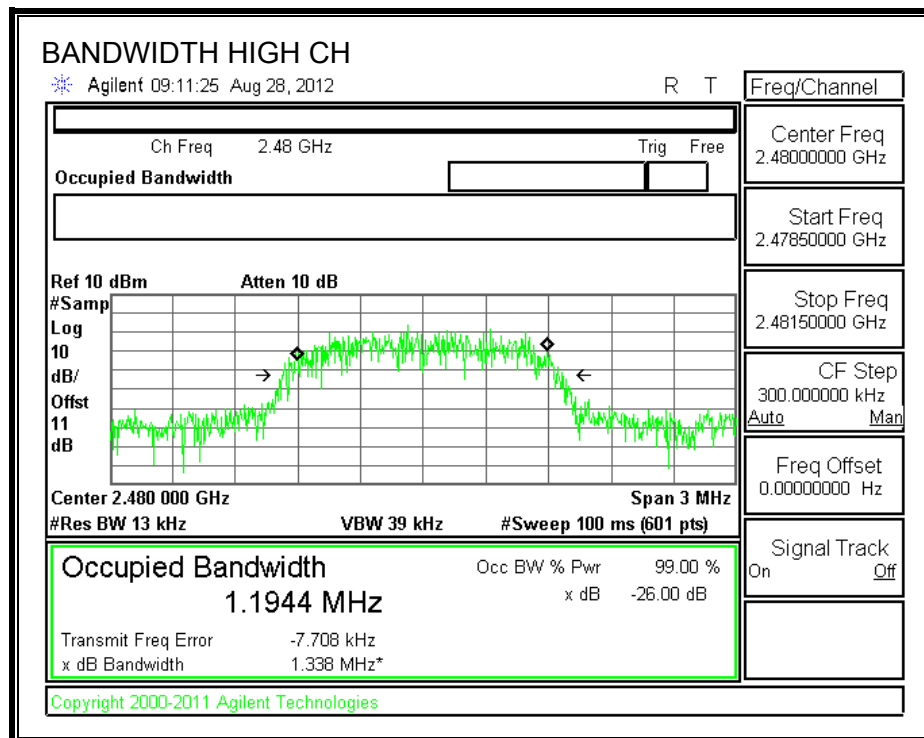 BANDWIDTH HIGH CH
Agilent 09:11:25 Aug 28, 2012 R T
Freq/Channel
Ch Freq 2.48 GHz Trig Free
Occupied Bandwidth
Center Freq
2.48000000 GHz
Start Freq
2.47850000 GHz
Stop Freq
2.48150000 GHz
CF Step
300.000000 kHz
Auto Man
Freq Offset
0.00000000 Hz
Signal Track
On Off
Ref 10 dBm Atten 10 dB
#Samp
Log
10
dB/
Offst
11
dB
Center 2.480 000 GHz Span 3 MHz
#Res BW 13 kHz VBW 39 kHz #Sweep 100 ms (601 pts)
Occupied Bandwidth
1.1944 MHz
Occ BW % Pwr 99.00 %
x dB -26.00 dB
Transmit Freq Error -7.708 kHz
x dB Bandwidth 1.338 MHz*
Copyright 2000-2011 Agilent Technologies